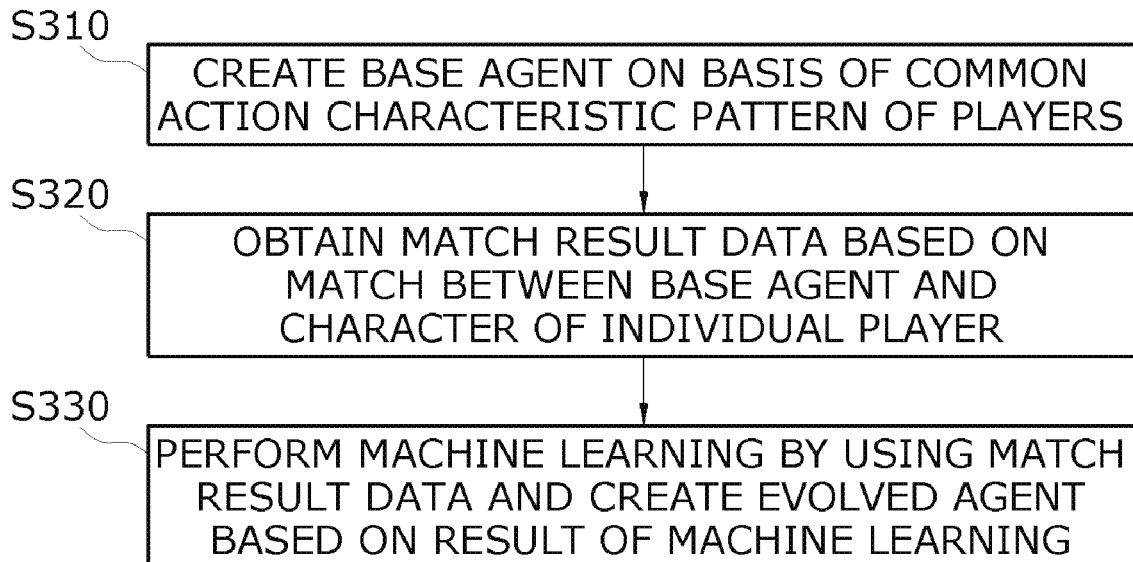 S310
CREATE BASE AGENT ON BASIS OF COMMON
ACTION CHARACTERISTIC PATTERN OF PLAYERS
S320
OBTAIN MATCH RESULT DATA BASED ON
MATCH BETWEEN BASE AGENT AND
CHARACTER OF INDIVIDUAL PLAYER
S330
PERFORM MACHINE LEARNING BY USING MATCH
RESULT DATA AND CREATE EVOLVED AGENT
BASED ON RESULT OF MACHINE LEARNING